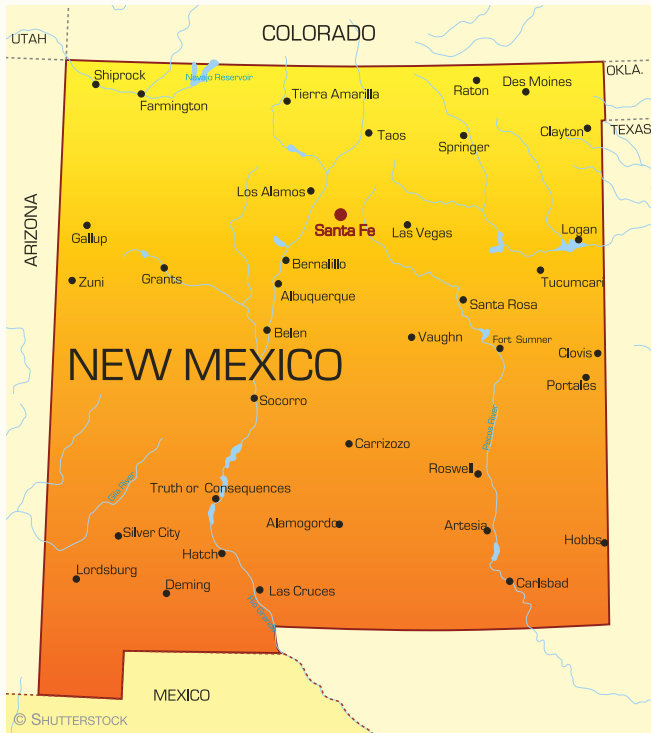 COLORADO
UTAH
OKLA.
Navajo Reservoir
Shiprock
Raton
Des Moines
Farmington
Tierra Amarilla
TEXAS
Taos
Springer
Clayton
Los Alamos
ARIZONA
Santa Fe
Las Vegas
Logan
Gallup
Bernalillo
Zuni
Grants
Tucumcari
Albuquerque
Santa Rosa
Belen
Vaughn
Fort Sumner
NEW MEXICO
Clovis
Portales
Socorro
Pecos River
Carrizozo
Roswell
Gila River
Truth or Consequences
Silver City
Alamogordo
Artesia
Hobbs
Hatch
Lordsburg
Deming
Las Cruces
Carlsbad
Rio Grande
MEXICO
© SHUTTERSTOCK